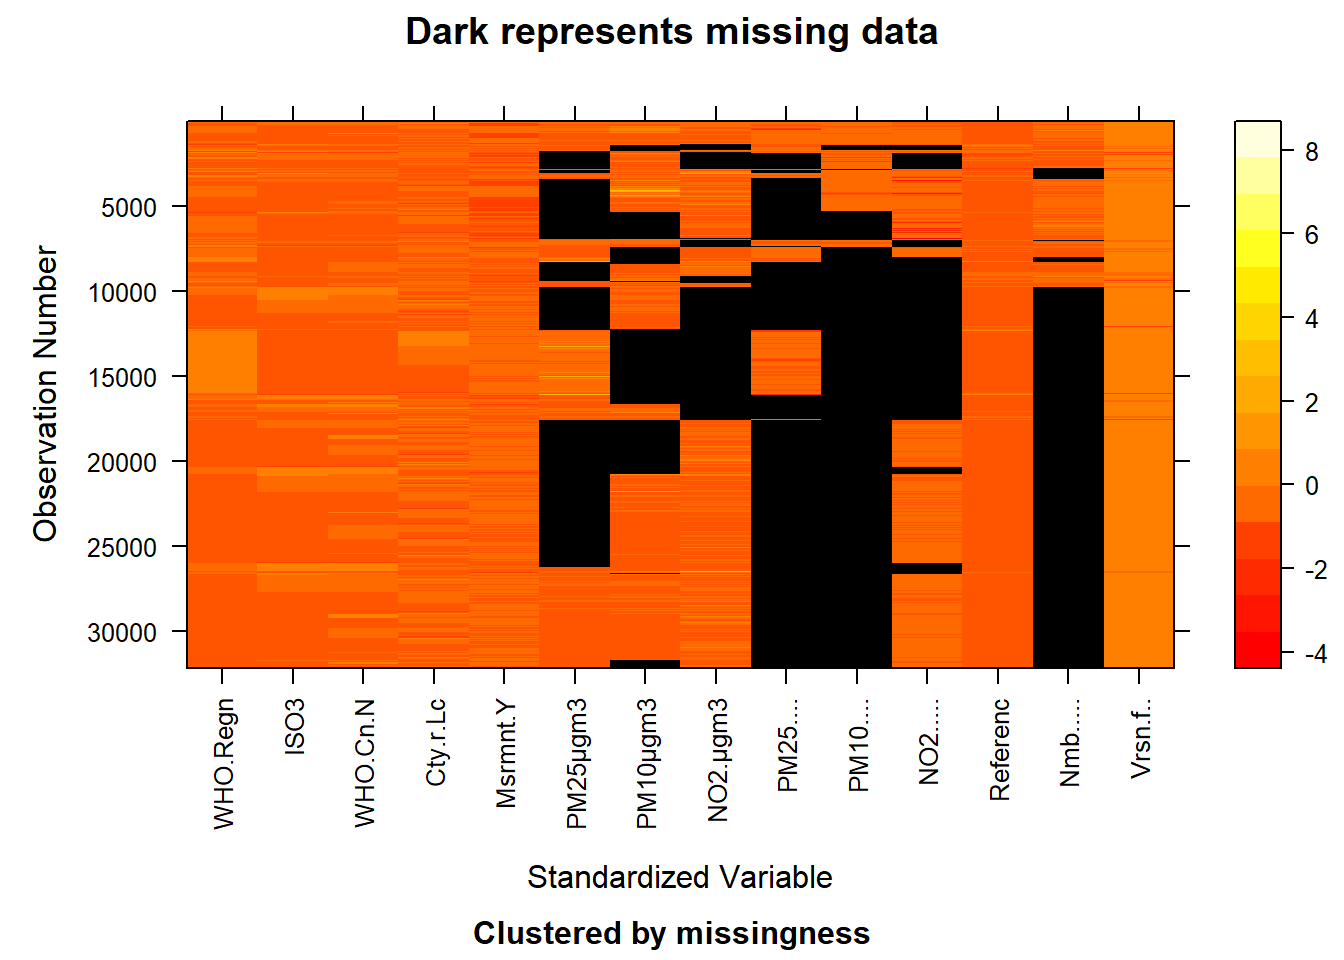 Dark represents missing data
Observation Number
5000
10000
15000
20000
25000
30000
8
6
4
2
0
-2
-4
WHO.Regn
ISO3
WHO.Cn.N
Cty.r.Lc
Msrmnt.Y
PM25µgm3
PM10µgm3
NO2.µgm3
PM25....
PM10....
NO2.....
Referenc
Nmb.....
Vrsn.f..
Standardized Variable
Clustered by missingness